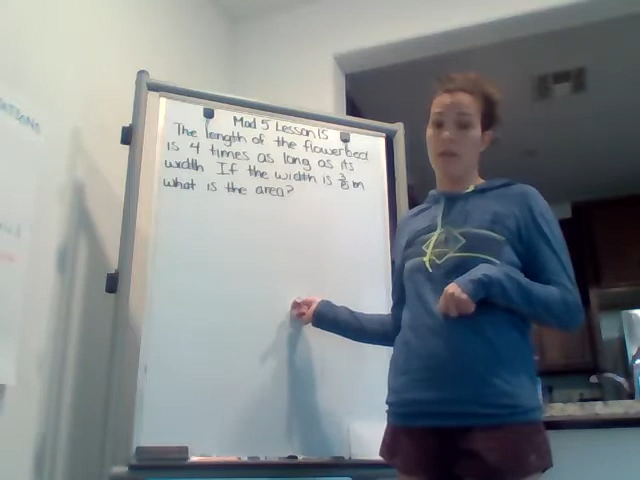 Mod 5 Lesson 15
The length of the flowerbed
is 4 times as long as its
width If the width is 3/8 m
what is the area?